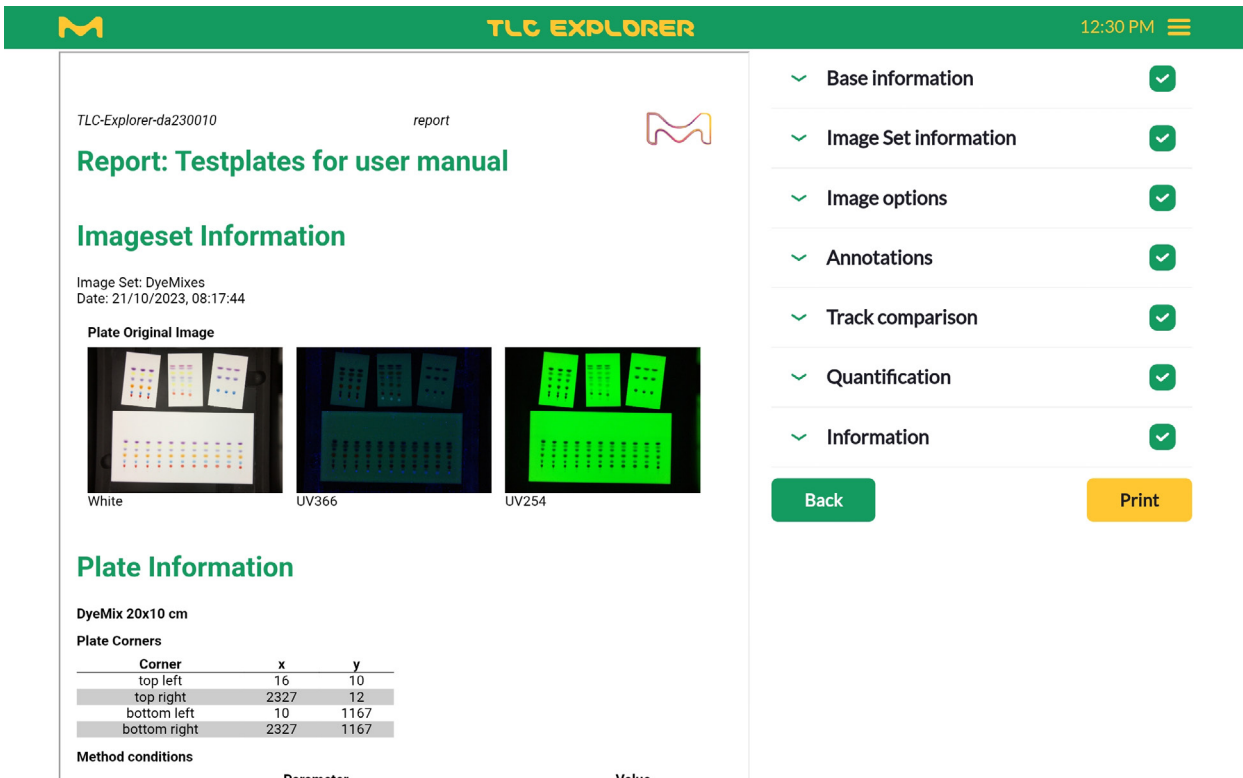 TLC EXPLORER
12:30 PM
TLC-Explorer-da230010 report
Report: Testplates for user manual
Imageset Information
Image Set: DyeMixes
Date: 21/10/2023, 08:17:44
Plate Original Image
White UV366 UV254
Plate Information
DyeMix 20x10 cm
Plate Corners
Corner x y
top left 16 10
top right 2327 12
bottom left 10 1167
bottom right 2327 1167
Method conditions
Parameter Value
Base information
Image Set information
Image options
Annotations
Track comparison
Quantification
Information
Back Print